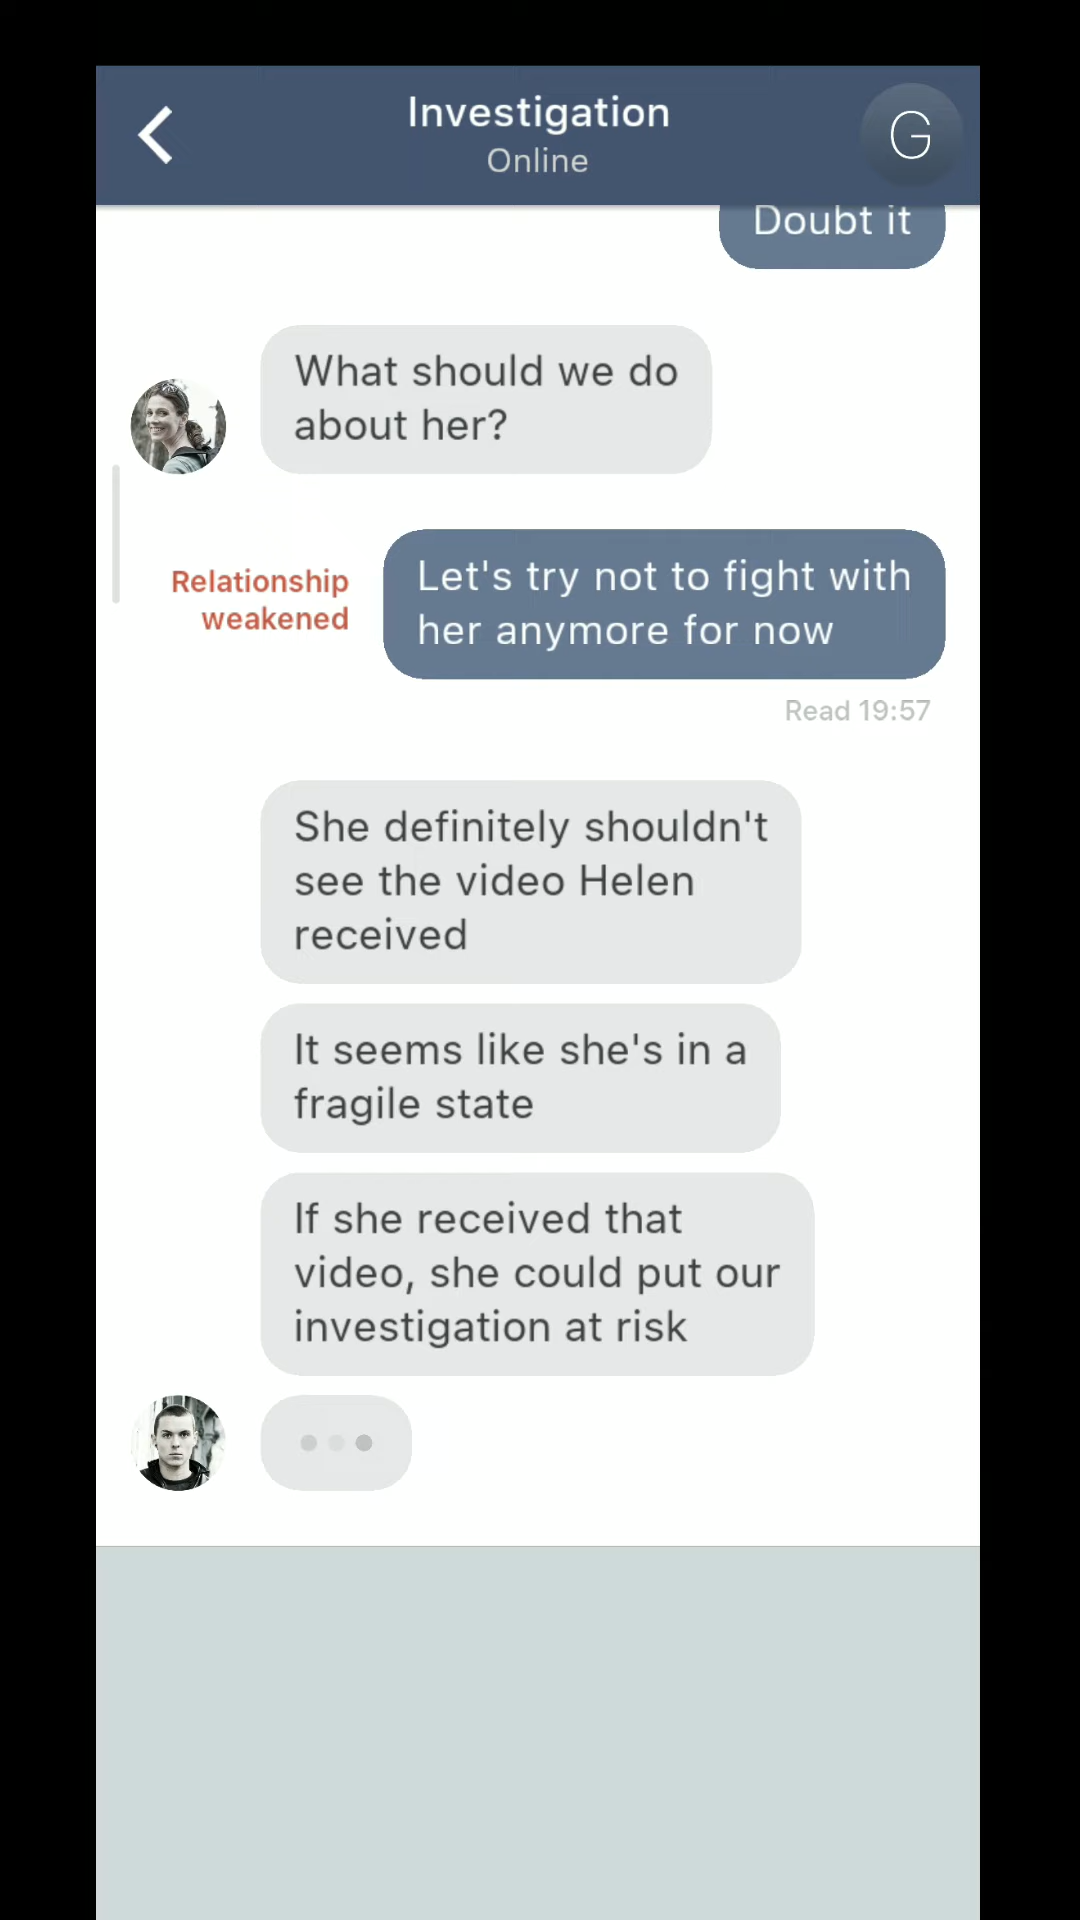 Investigation
Online
G
Doubt it
What should we do
about her?
Relationship
weakened
Let's try not to fight with
her anymore for now
Read 19:57
She definitely shouldn't
see the video Helen
received
It seems like she's in a
fragile state
If she received that
video, she could put our
investigation at risk